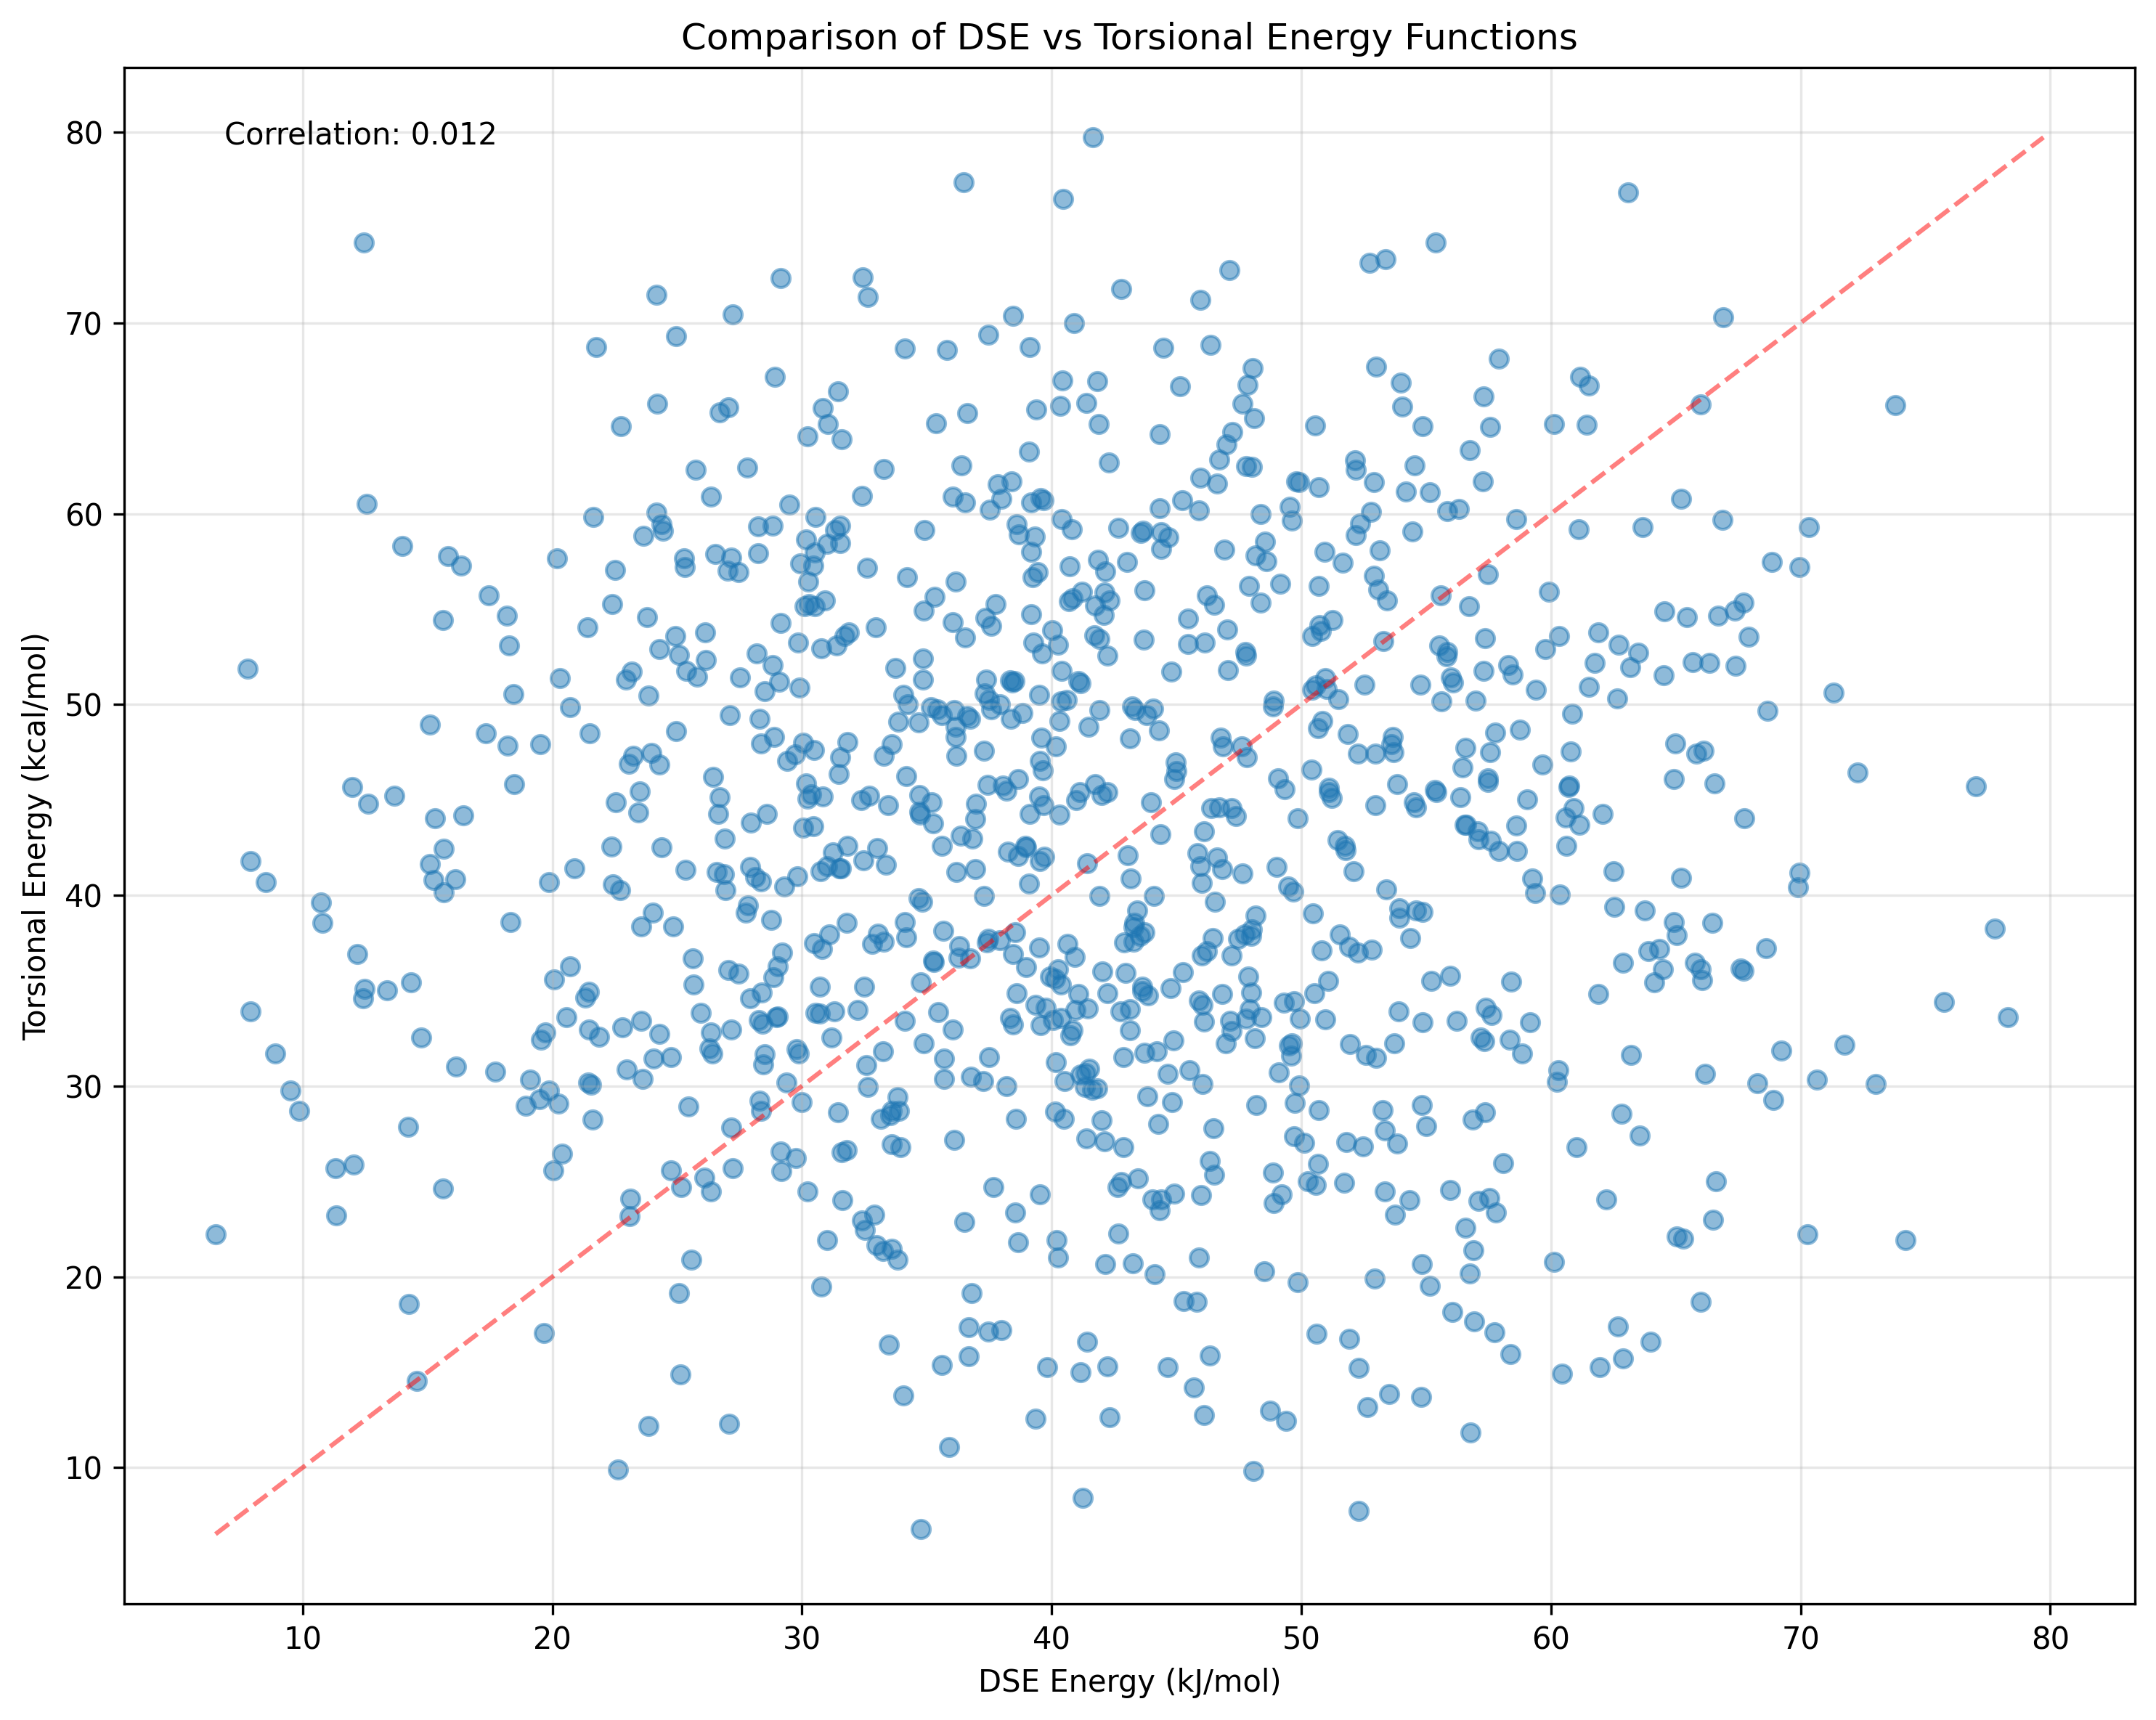 Comparison of DSE vs Torsional Energy Functions
Correlation: 0.012
80
70
60
50
40
30
20
10
Torsional Energy (kcal/mol)
10 20 30 40 50 60 70 80
DSE Energy (kJ/mol)